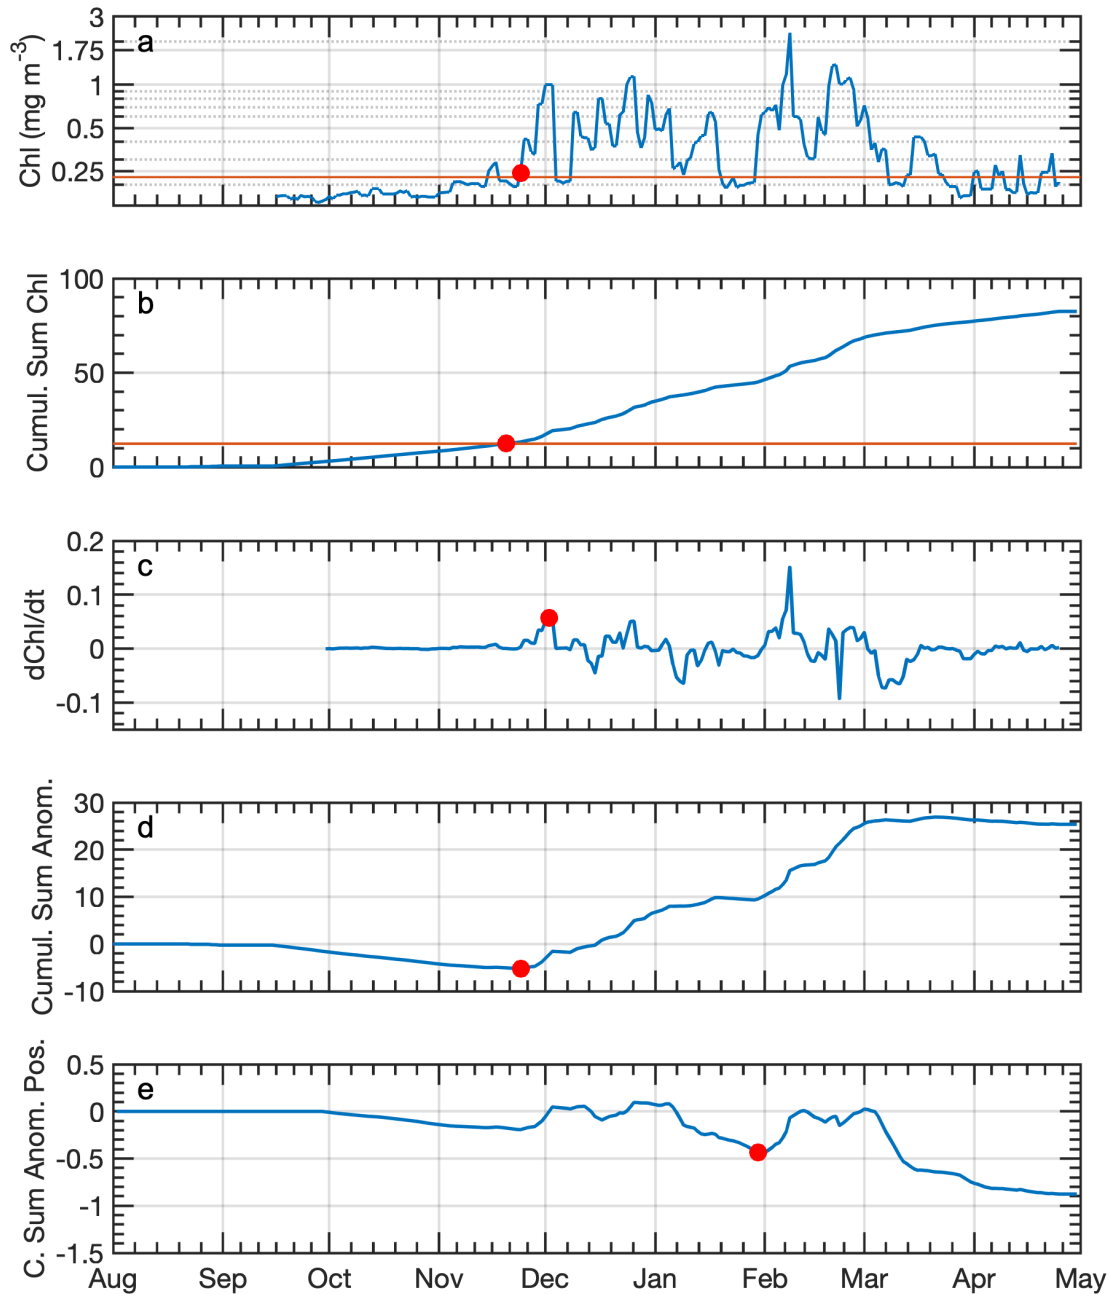 3
1.75
1
0.5
0.25
Chl (mg m⁻³)
a
100
50
0
Cumul. Sum Chl
b
0.2
0.1
0
-0.1
dChl/dt
c
30
20
10
0
-10
Cumul. Sum Anom.
d
0.5
0
-0.5
-1
-1.5
C. Sum Anom. Pos.
e
Aug Sep Oct Nov Dec Jan Feb Mar Apr May